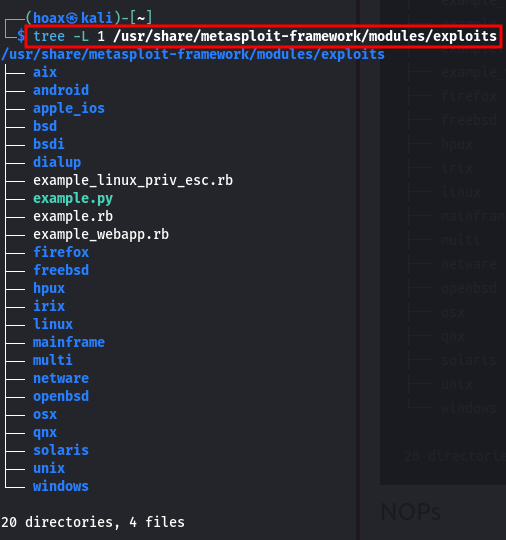 ┌──(hoax㉿kali)-[~]
└─$ tree -L 1 /usr/share/metasploit-framework/modules/exploits
/usr/share/metasploit-framework/modules/exploits
├── aix
├── android
├── apple_ios
├── bsd
├── bsdi
├── dialup
├── example_linux_priv_esc.rb
├── example.py
├── example.rb
├── example_webapp.rb
├── firefox
├── freebsd
├── hpux
├── irix
├── linux
├── mainframe
├── multi
├── netware
├── openbsd
├── osx
├── qnx
├── solaris
├── unix
└── windows
20 directories, 4 files
example_
firefox
freebsd
hpux
irix
linux
mainfram
multi
netware
openbsd
osx
qnx
solaris
unix
windows
20 directorie
NOPs